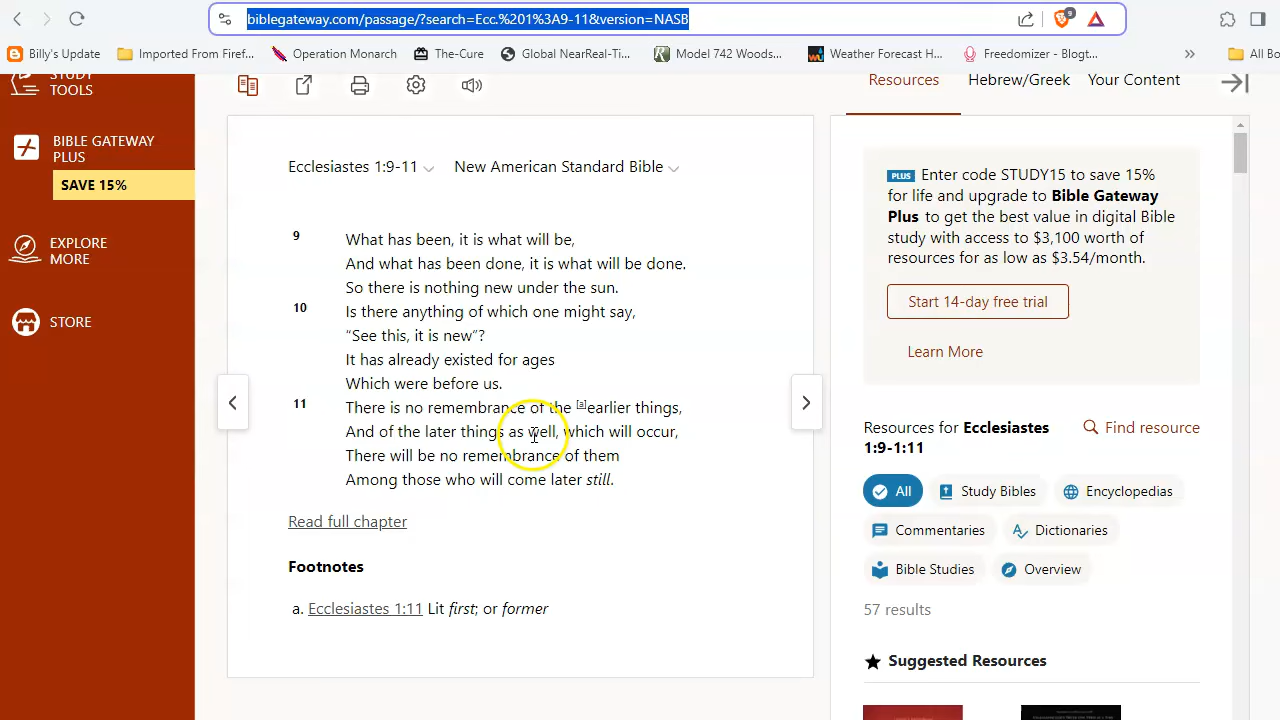 biblegateway.com/passage/?search=Ecc.%201%3A9-11&version=NASB
9
Billy's Update
Imported From Firef...
Operation Monarch
The-Cure
Global NearReal-Ti...
Model 742 Woods...
Weather Forecast H...
Freedomizer - Blogt...
»
All Bo
STUDY
TOOLS
BIBLE GATEWAY
PLUS
SAVE 15%
EXPLORE
MORE
STORE
Resources
Hebrew/Greek
Your Content
Ecclesiastes 1:9-11
New American Standard Bible
9 What has been, it is what will be,
And what has been done, it is what will be done.
So there is nothing new under the sun.
10 Is there anything of which one might say,
“See this, it is new”?
It has already existed for ages
Which were before us.
11 There is no remembrance of the [a]earlier things,
And of the later things as well, which will occur,
There will be no remembrance of them
Among those who will come later still.
Read full chapter
Footnotes
a. Ecclesiastes 1:11 Lit first; or former
PLUS Enter code STUDY15 to save 15%
for life and upgrade to Bible Gateway
Plus to get the best value in digital Bible
study with access to $3,100 worth of
resources for as low as $3.54/month.
Start 14-day free trial
Learn More
Resources for Ecclesiastes
1:9-1:11
Find resource
All
Study Bibles
Encyclopedias
Commentaries
Dictionaries
Bible Studies
Overview
57 results
Suggested Resources